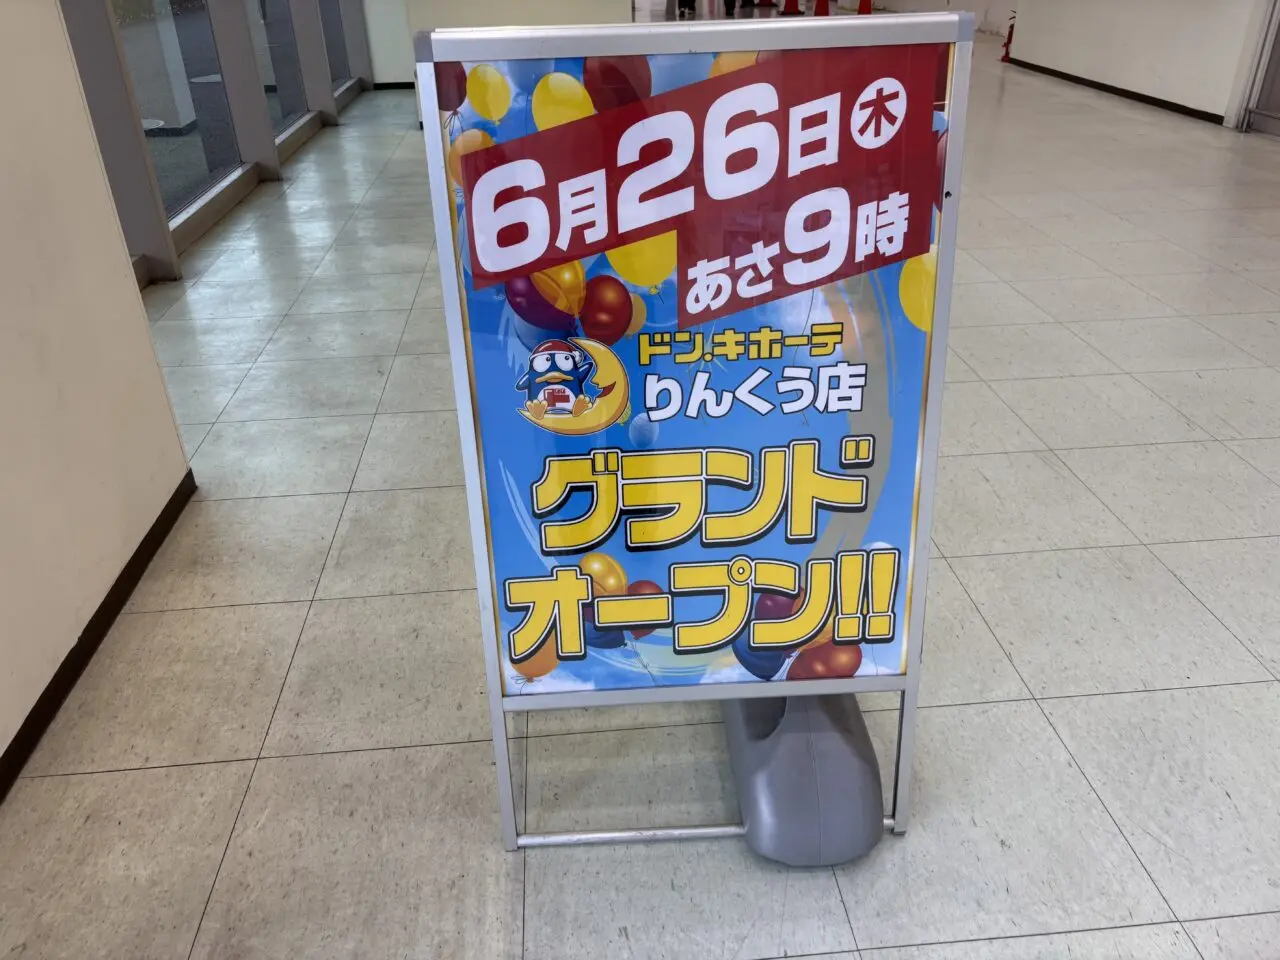 6月26日㊍
あさ9時
ドン.キホーテ
りんくう店
グランド
オープン!!